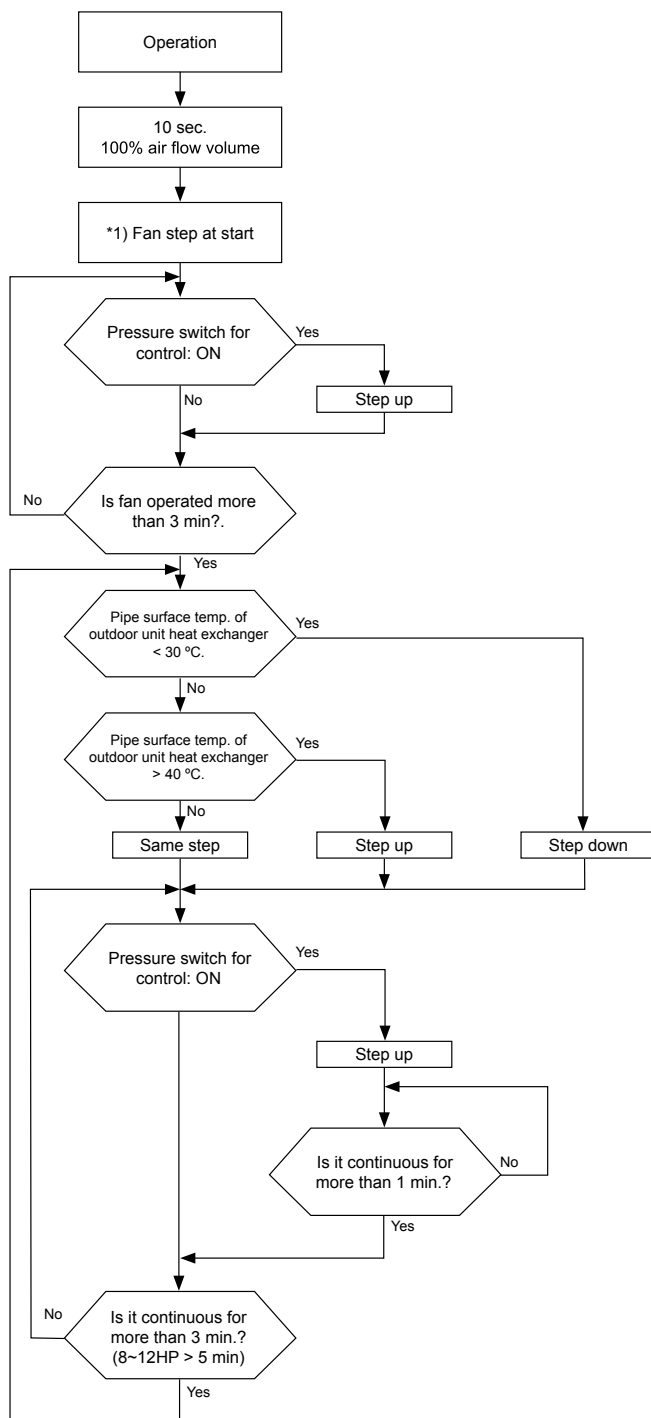 Operation
10 sec.
100% air flow volume
*1) Fan step at start
Pressure switch for
control: ON
Yes
No
Step up
Is fan operated more
than 3 min?.
No
Yes
Pipe surface temp. of
outdoor unit heat exchanger
< 30 ºC.
Yes
No
Pipe surface temp. of
outdoor unit heat exchanger
> 40 ºC.
Yes
No
Same step
Step up
Step down
Pressure switch for
control: ON
Yes
Step up
Is it continuous for
more than 1 min.?
No
Yes
Is it continuous for
more than 3 min.?
(8~12HP > 5 min)
No
Yes